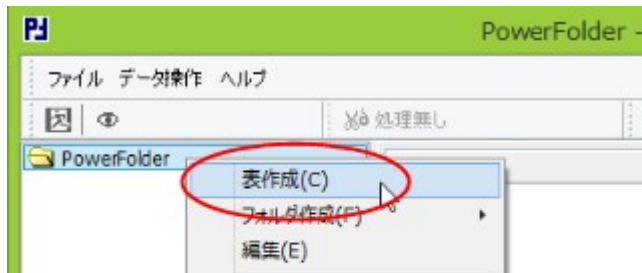 PowerFolder -
ファイル データ操作 ヘルプ
処理無し
PowerFolder
表作成(C)
フォルダ作成(F)
編集(E)